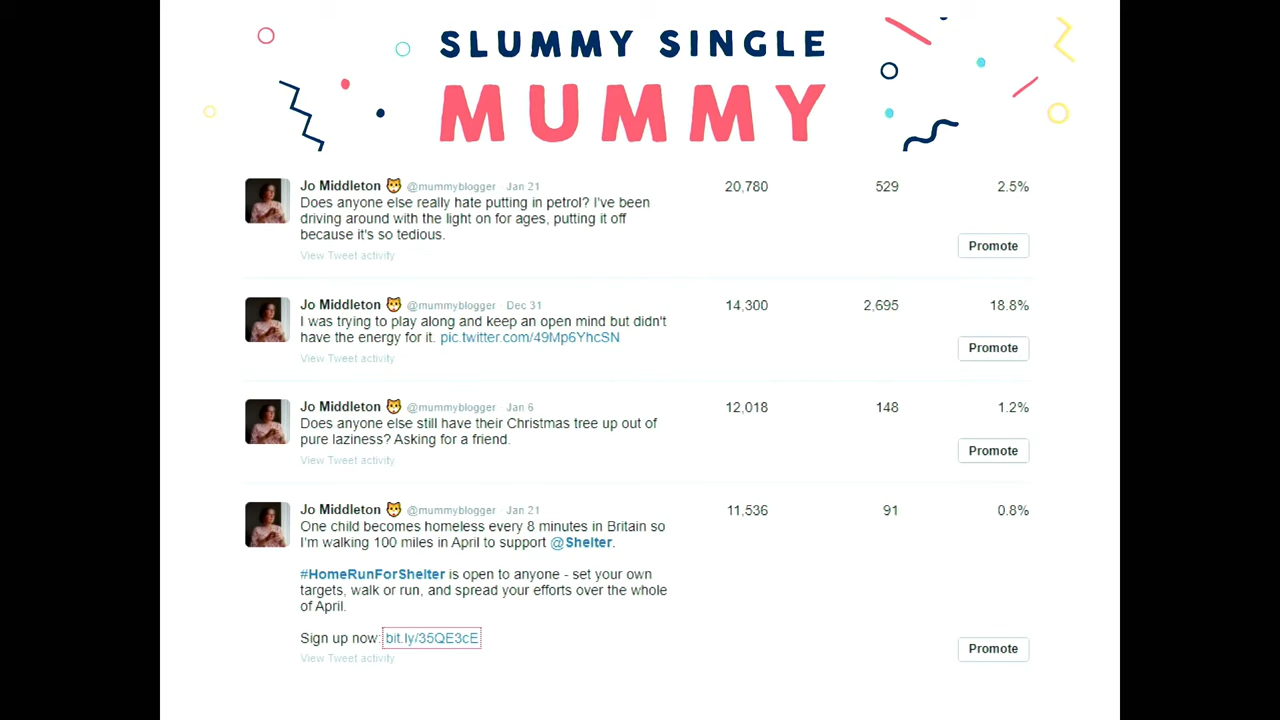 SLUMMY SINGLE
MUMMY
Jo Middleton @mummyblogger · Jan 21 20,780 529 2.5%
Does anyone else really hate putting in petrol? I've been
driving around with the light on for ages, putting it off
because it's so tedious.
Promote
View Tweet activity
Jo Middleton @mummyblogger · Dec 31 14,300 2,695 18.8%
I was trying to play along and keep an open mind but didn't
have the energy for it. pic.twitter.com/49Mp6YhcSN
Promote
View Tweet activity
Jo Middleton @mummyblogger · Jan 6 12,018 148 1.2%
Does anyone else still have their Christmas tree up out of
pure laziness? Asking for a friend.
Promote
View Tweet activity
Jo Middleton @mummyblogger · Jan 21 11,536 91 0.8%
One child becomes homeless every 8 minutes in Britain so
I'm walking 100 miles in April to support @Shelter.
#HomeRunForShelter is open to anyone - set your own
targets, walk or run, and spread your efforts over the whole
of April.
Sign up now: bit.ly/35QE3cE
Promote
View Tweet activity